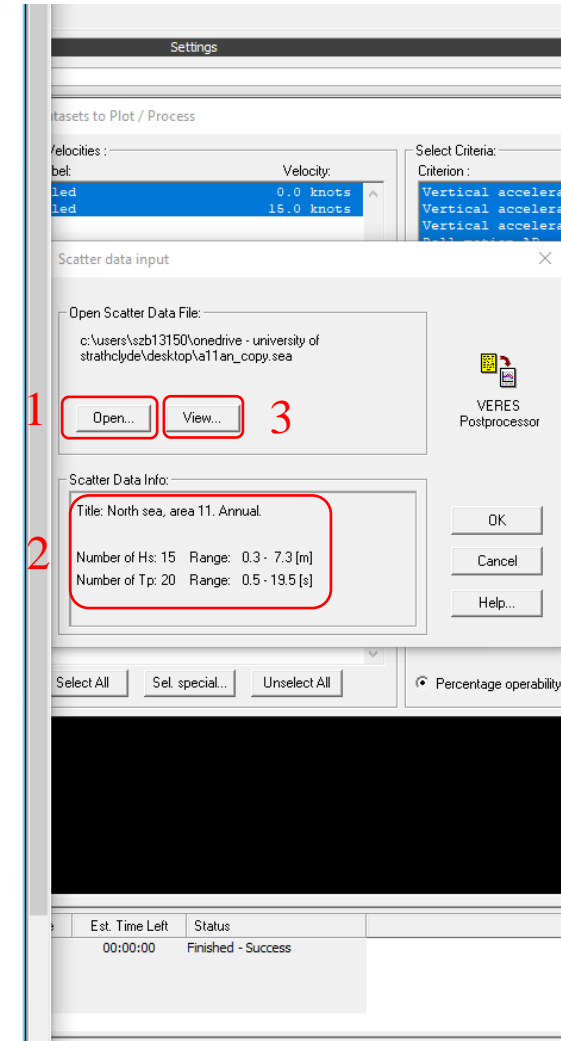 Settings
tasets to Plot / Process
Velocities :
bel:
Velocity:
led 0.0 knots
led 15.0 knots
Select Criteria:
Criterion :
Vertical accelera
Vertical accelera
Vertical accelera
Scatter data input
Open Scatter Data File:
c:\users\szb13150\onedrive - university of
strathclyde\desktop\a11an_copy.sea
1
Open...
View...
3
VERES
Postprocessor
Scatter Data Info:
2
Title: North sea, area 11. Annual.
Number of Hs: 15 Range: 0.3 - 7.3 [m]
Number of Tp: 20 Range: 0.5 - 19.5 [s]
OK
Cancel
Help...
Select All
Sel. special...
Unselect All
Percentage operability
Est. Time Left Status
00:00:00 Finished - Success